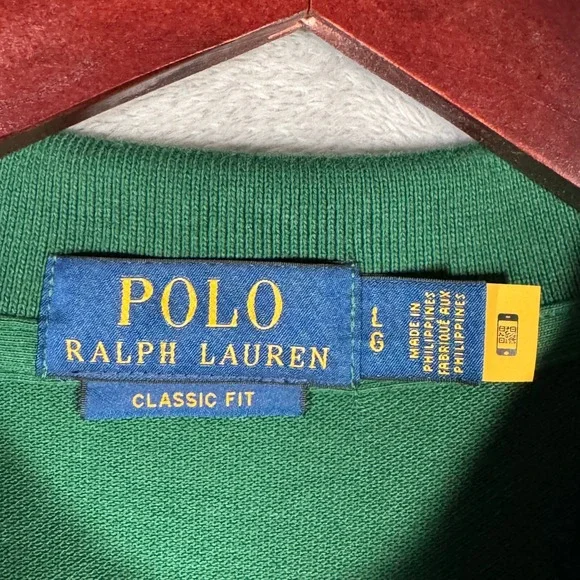 POLO
RALPH LAUREN
CLASSIC FIT
L
G
MADE IN
PHILIPPINES
FABRIQUÉ AUX
PHILIPPINES